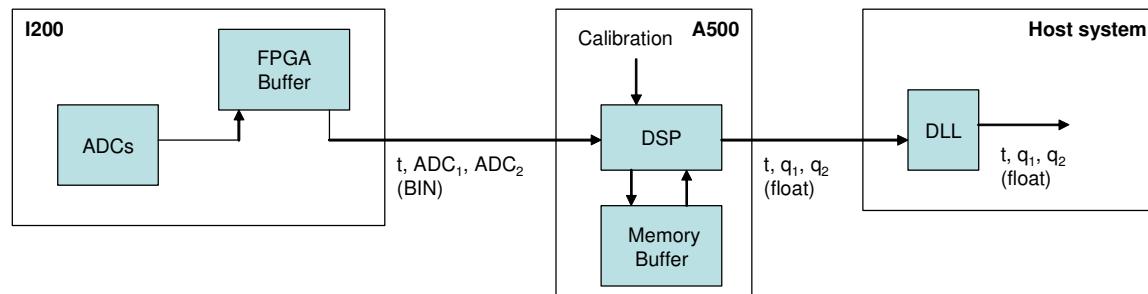 I200
FPGA
Buffer
ADCs
t, ADC₁, ADC₂
(BIN)
A500
Calibration
DSP
Memory
Buffer
t, q₁, q₂
(float)
Host system
DLL
t, q₁, q₂
(float)